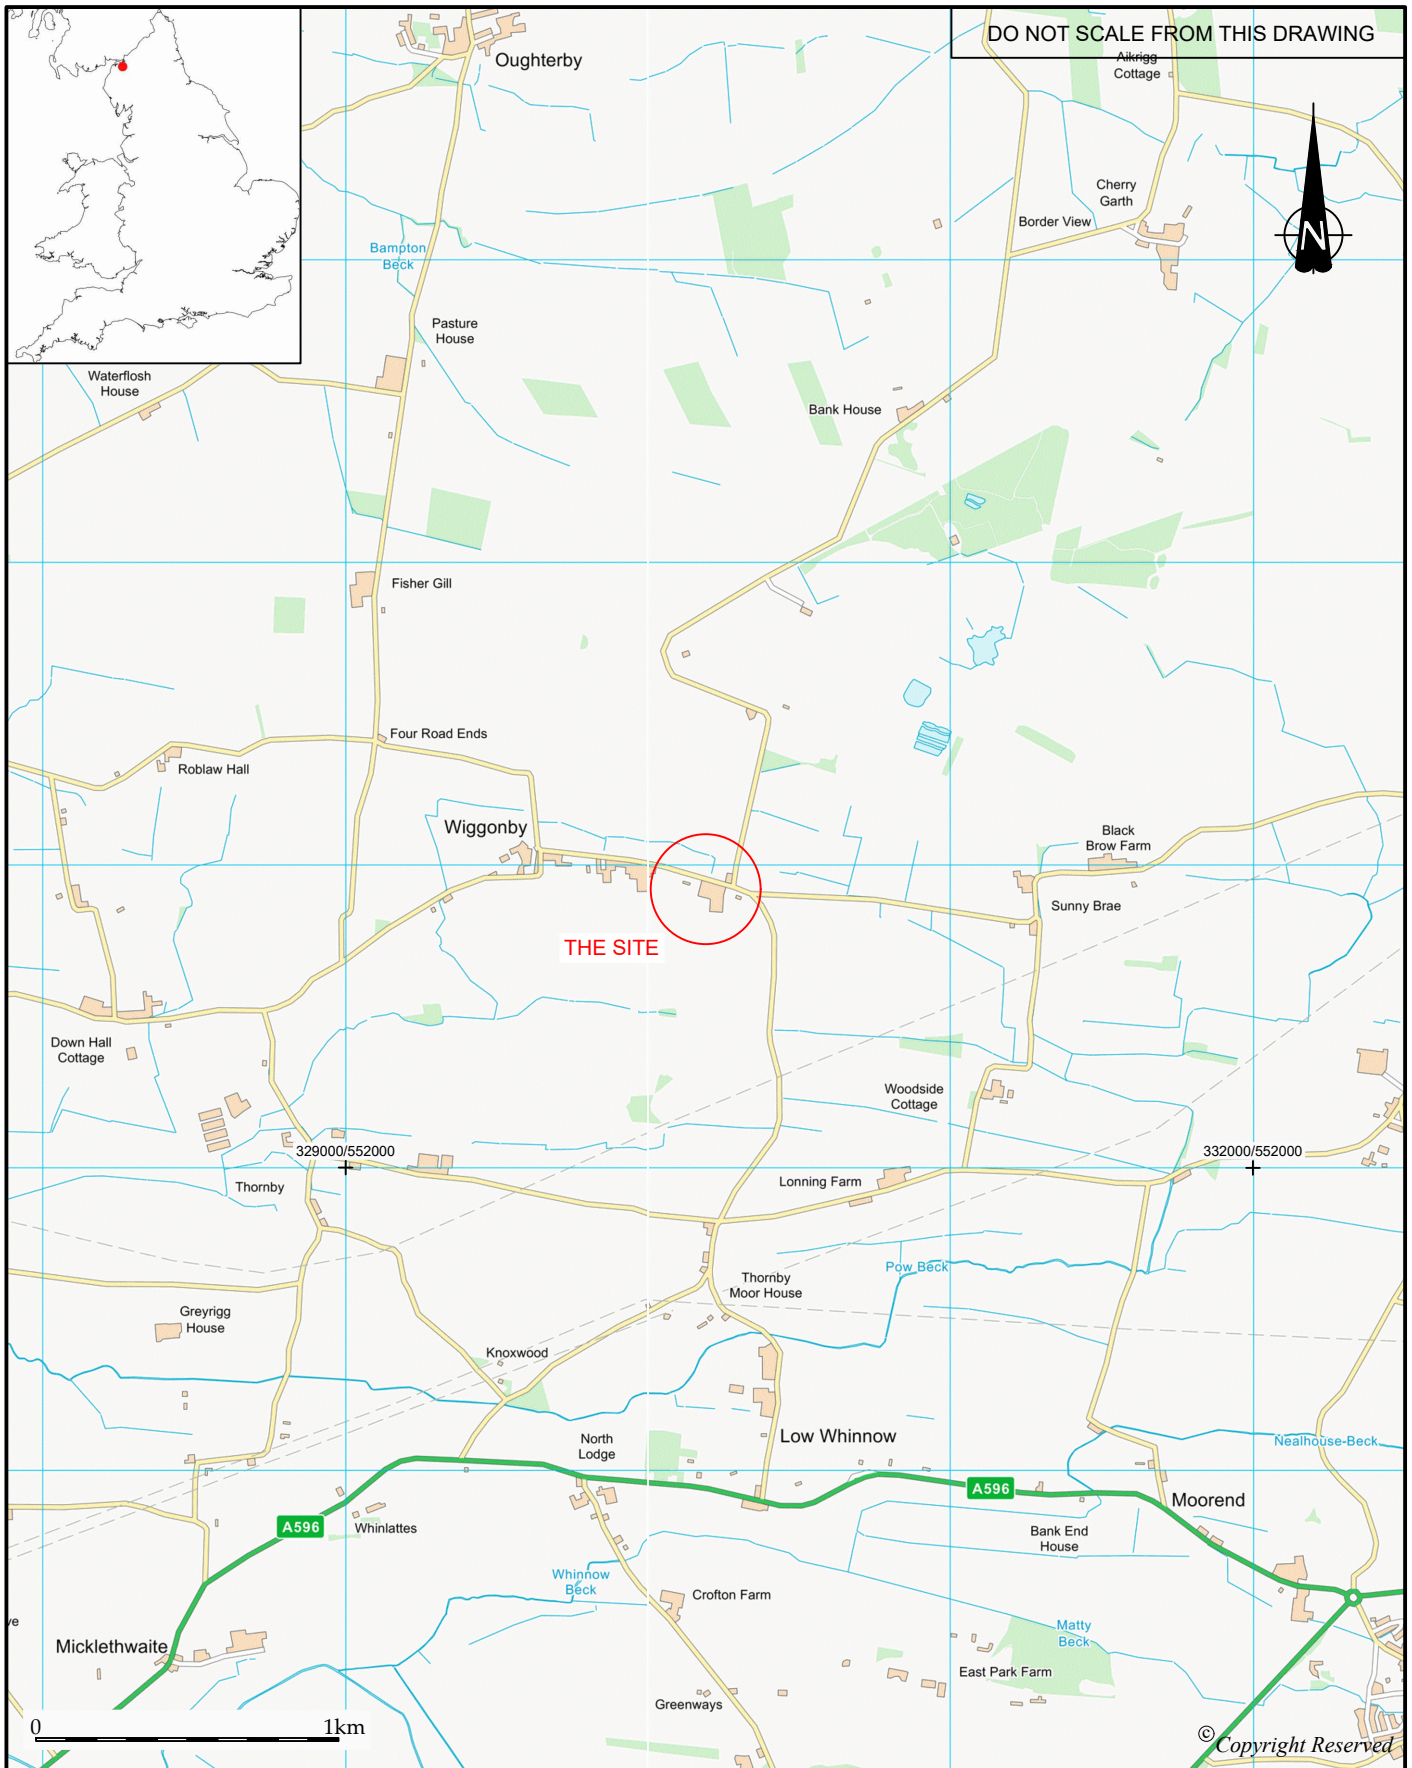 DO NOT SCALE FROM THIS DRAWING
Oughterby
Aikrigg
Cottage
Cherry
Garth
Border View
N
Bampton
Beck
Pasture
House
Waterflosh
House
Bank House
Fisher Gill
Four Road Ends
Roblaw Hall
Wiggonby
Black
Brow Farm
Sunny Brae
THE SITE
Down Hall
Cottage
Woodside
Cottage
329000/552000
332000/552000
Thornby
Lonning Farm
Pow Beck
Thornby
Moor House
Greyrigg
House
Knoxwood
North
Lodge
Low Whinnow
Nealhouse-Beck
A596
Moorend
A596
Whinlattes
Bank End
House
Whinnow
Beck
Crofton Farm
ve
Matty
Beck
Micklethwaite
East Park Farm
Greenways
0
1km
© Copyright Reserved